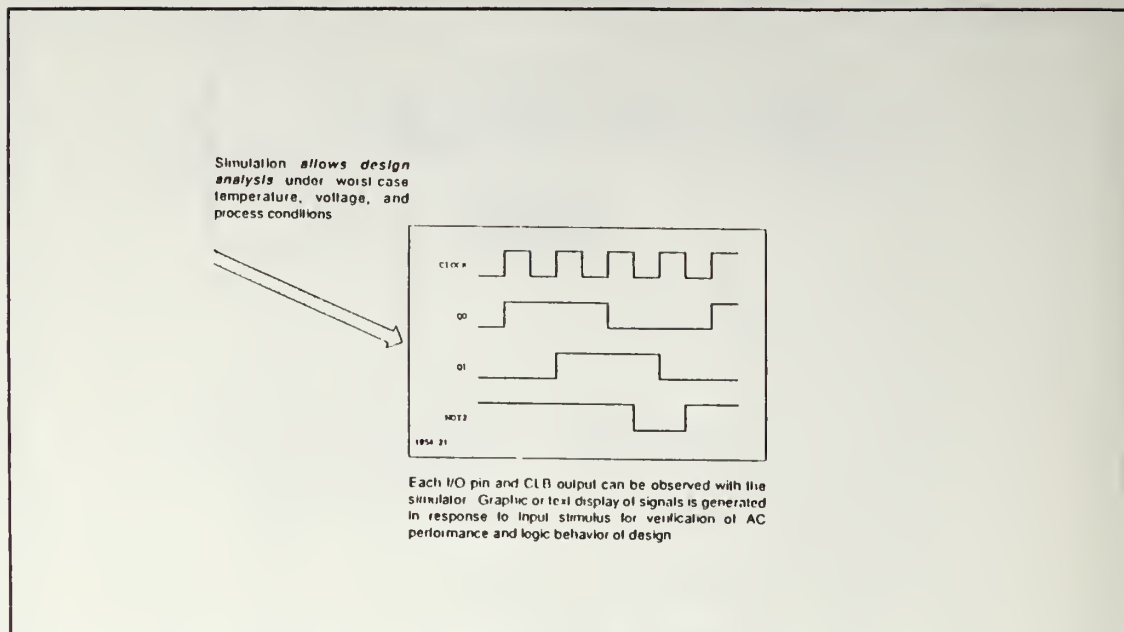 Simulation allows design
analysis under worst case
temperature, voltage, and
process conditions
CLOCK
Q0
Q1
NOT2
1954 21
Each I/O pin and CLB output can be observed with the
simulator Graphic or text display of signals is generated
in response to input stimulus for verification of AC
performance and logic behavior of design